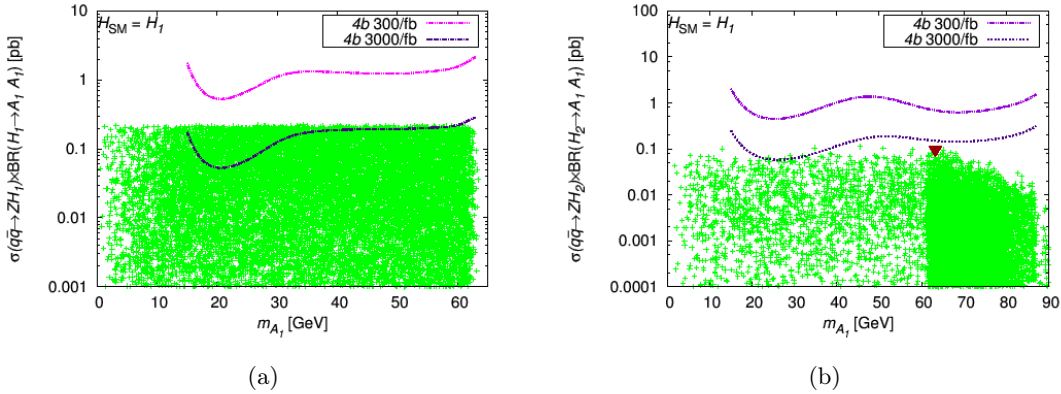 H_SM = H_1
4b 300/fb
4b 3000/fb
σ(qq̄→ZH_1)×BR(H_1→A_1 A_1) [pb]
10
1
0.1
0.01
0.001
0 10 20 30 40 50 60
m_A_1 [GeV]
(a)
H_SM = H_1
4b 300/fb
4b 3000/fb
σ(qq̄→ZH_2)×BR(H_2→A_1 A_1) [pb]
100
10
1
0.1
0.01
0.001
0.0001
0 10 20 30 40 50 60 70 80 90
m_A_1 [GeV]
(b)